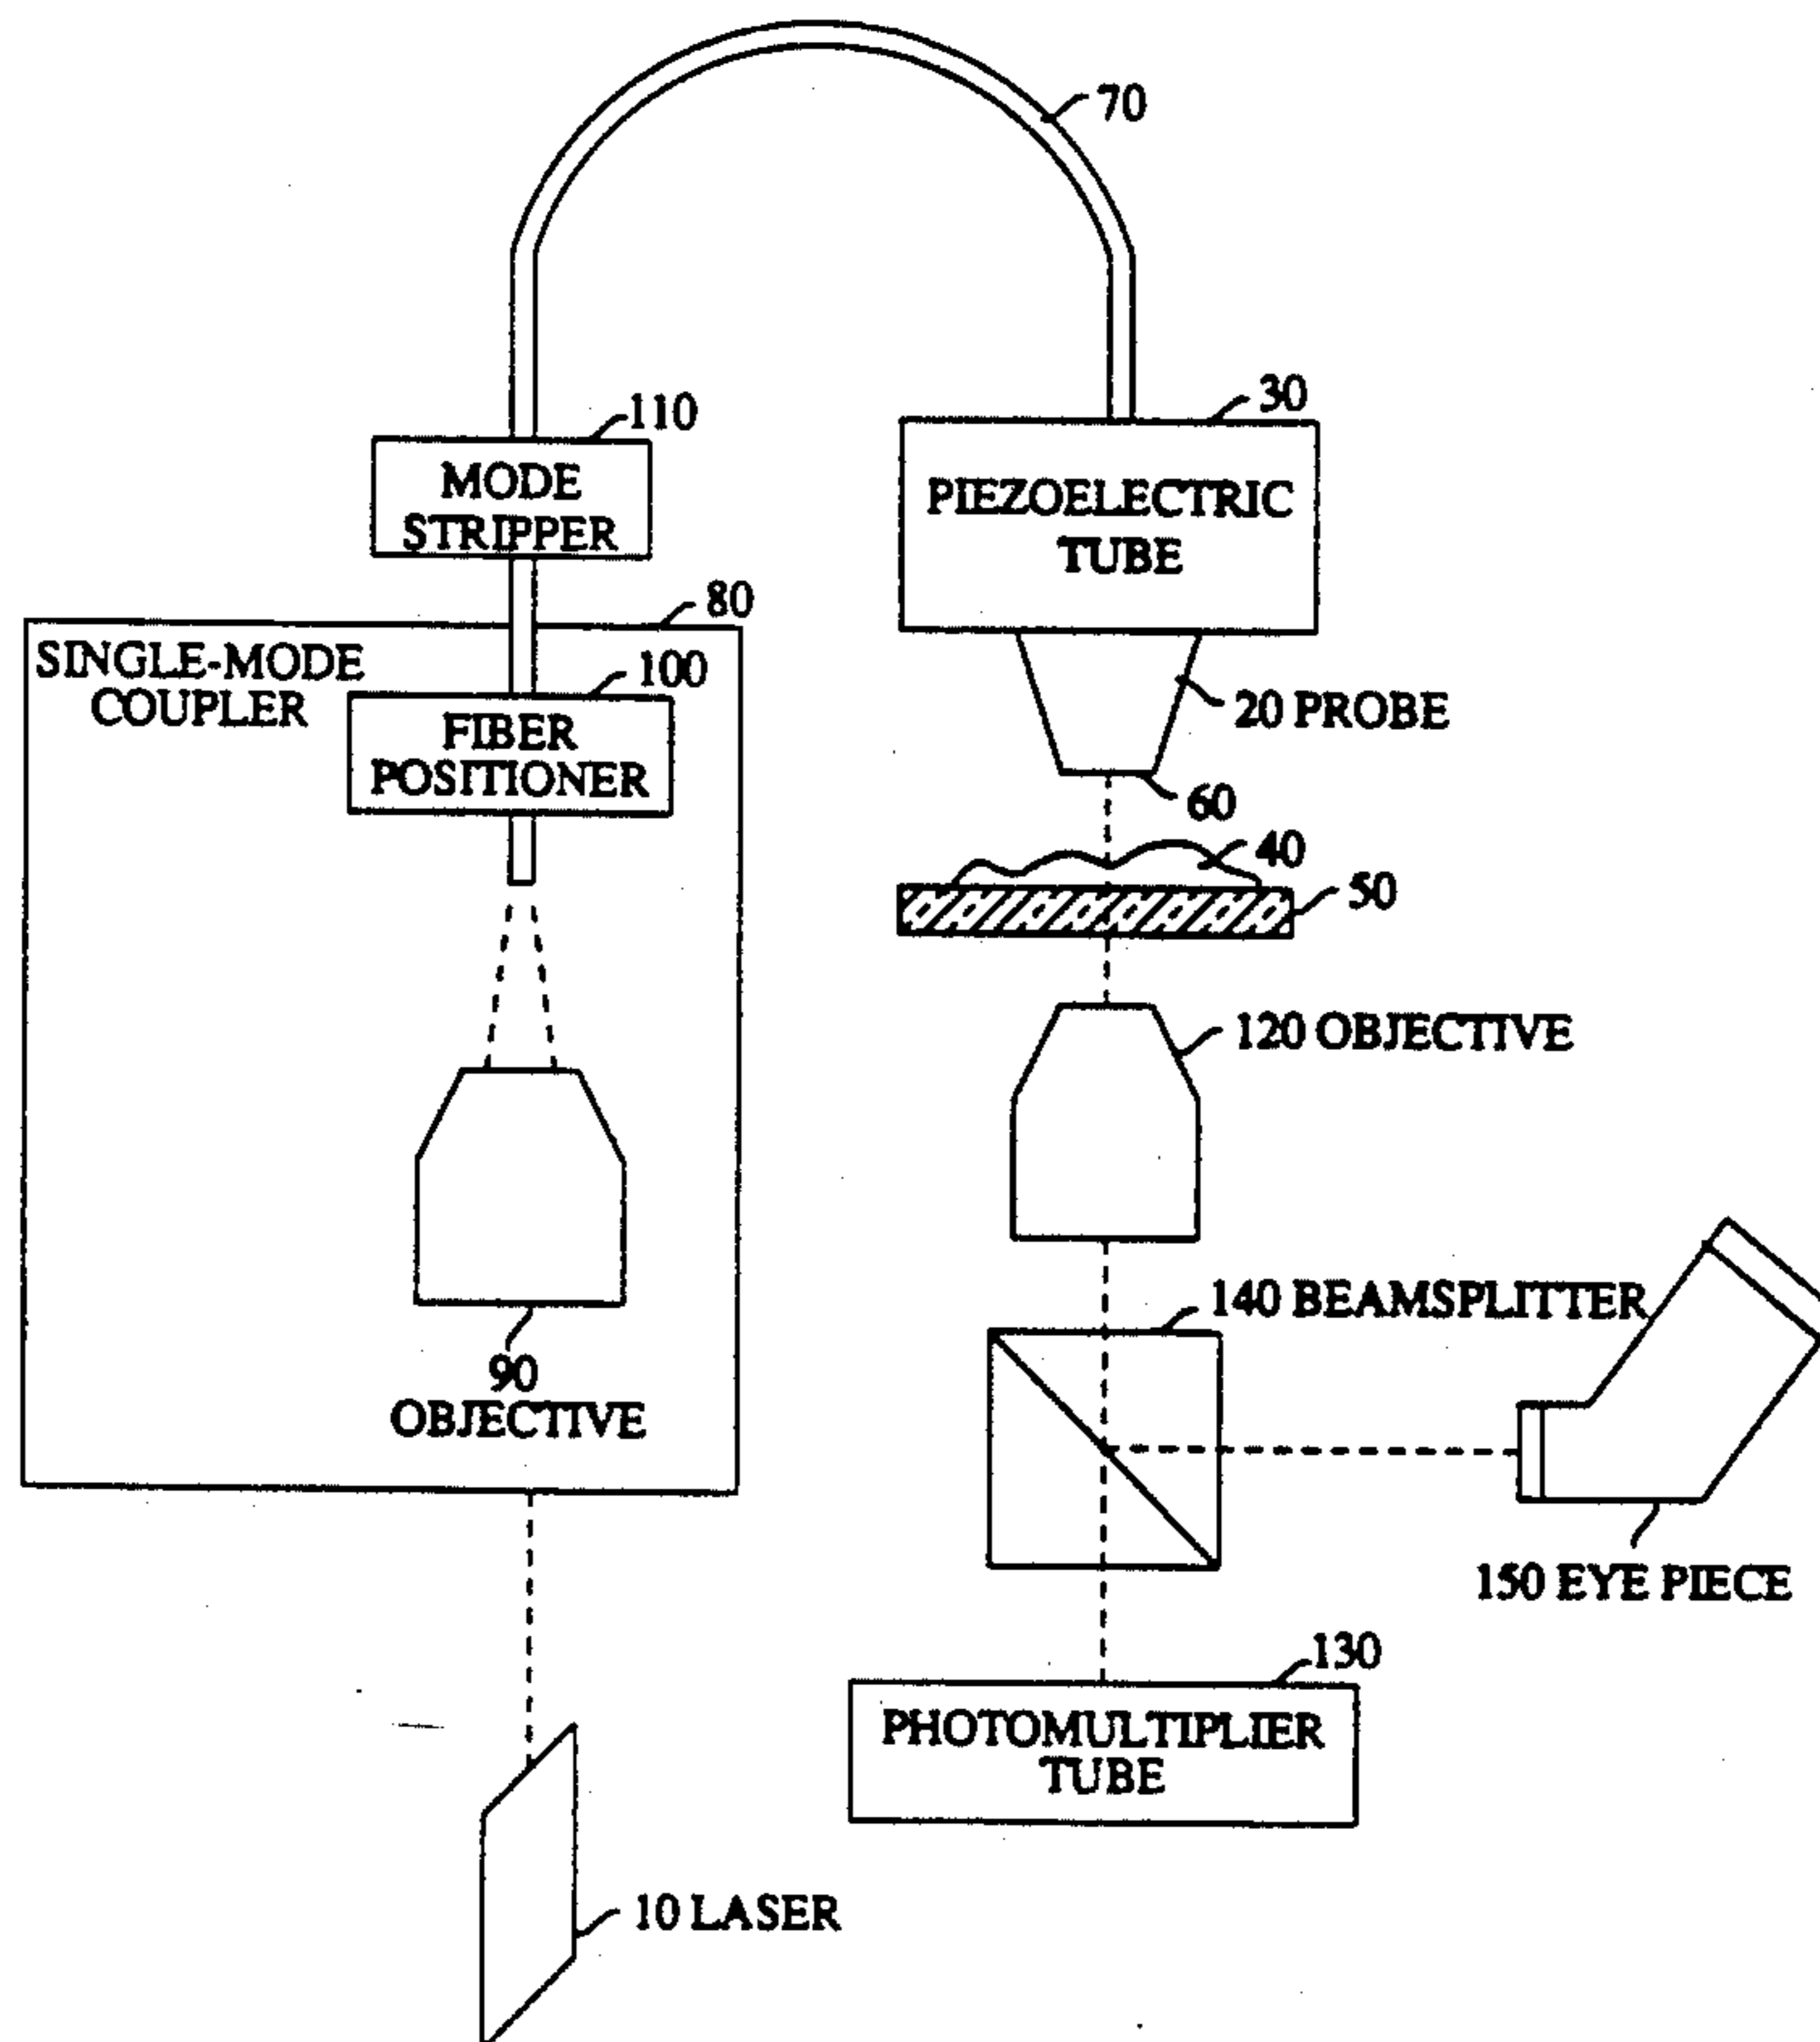 70
110
30
MODE
STRIPPER
PIEZOELECTRIC
TUBE
80
SINGLE-MODE
COUPLER
100
FIBER
POSITIONER
20 PROBE
60
40
50
120 OBJECTIVE
90
OBJECTIVE
140 BEAMSPLITTER
150 EYE PIECE
130
PHOTOMULTIPLIER
TUBE
10 LASER